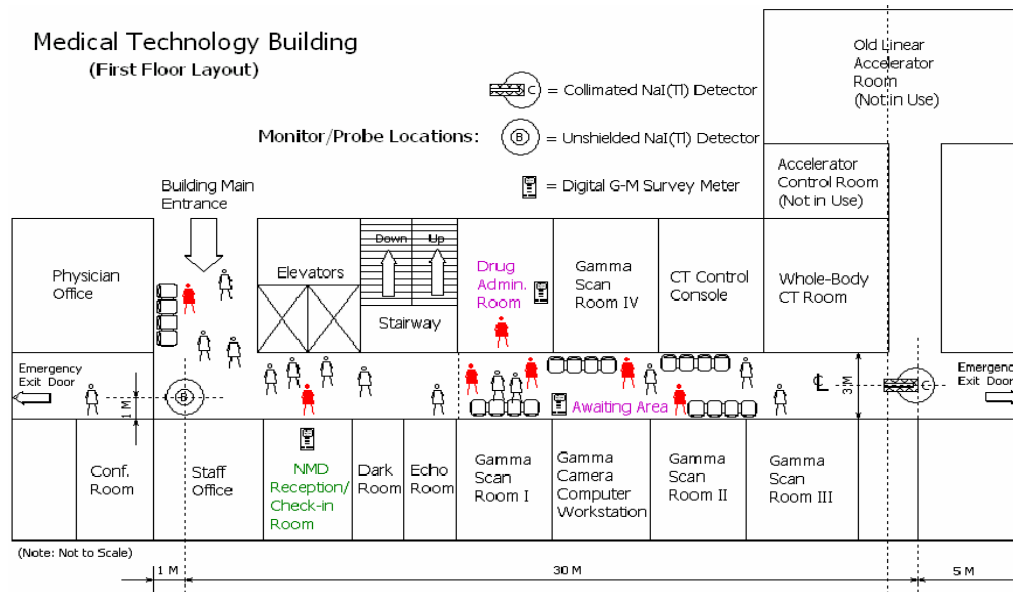 Medical Technology Building
(First Floor Layout)
C
= Collimated NaI(Tl) Detector
Monitor/Probe Locations:
B
= Unshielded NaI(Tl) Detector
= Digital G-M Survey Meter
Old Linear
Accelerator
Room
(Not in Use)
Accelerator
Control Room
(Not in Use)
Building Main
Entrance
Physician
Office
Elevators
Down
Up
Stairway
Drug
Admin.
Room
Gamma
Scan
Room IV
CT Control
Console
Whole-Body
CT Room
Emergency
Exit Door
1 M
B
Awaiting Area
℄
3 M
C
Emergency
Exit Door
Conf.
Room
Staff
Office
NMD
Reception/
Check-in
Room
Dark
Room
Echo
Room
Gamma
Scan
Room I
Gamma
Camera
Computer
Workstation
Gamma
Scan
Room II
Gamma
Scan
Room III
(Note: Not to Scale)
1 M
30 M
5 M